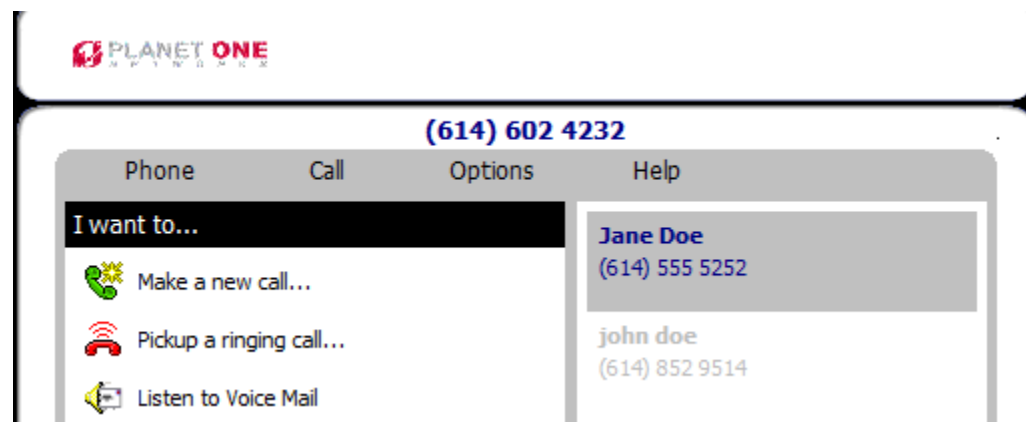 PLANET ONE
NETWORKS
(614) 602 4232
Phone Call Options Help
I want to...
Make a new call...
Pickup a ringing call...
Listen to Voice Mail
Jane Doe
(614) 555 5252
john doe
(614) 852 9514